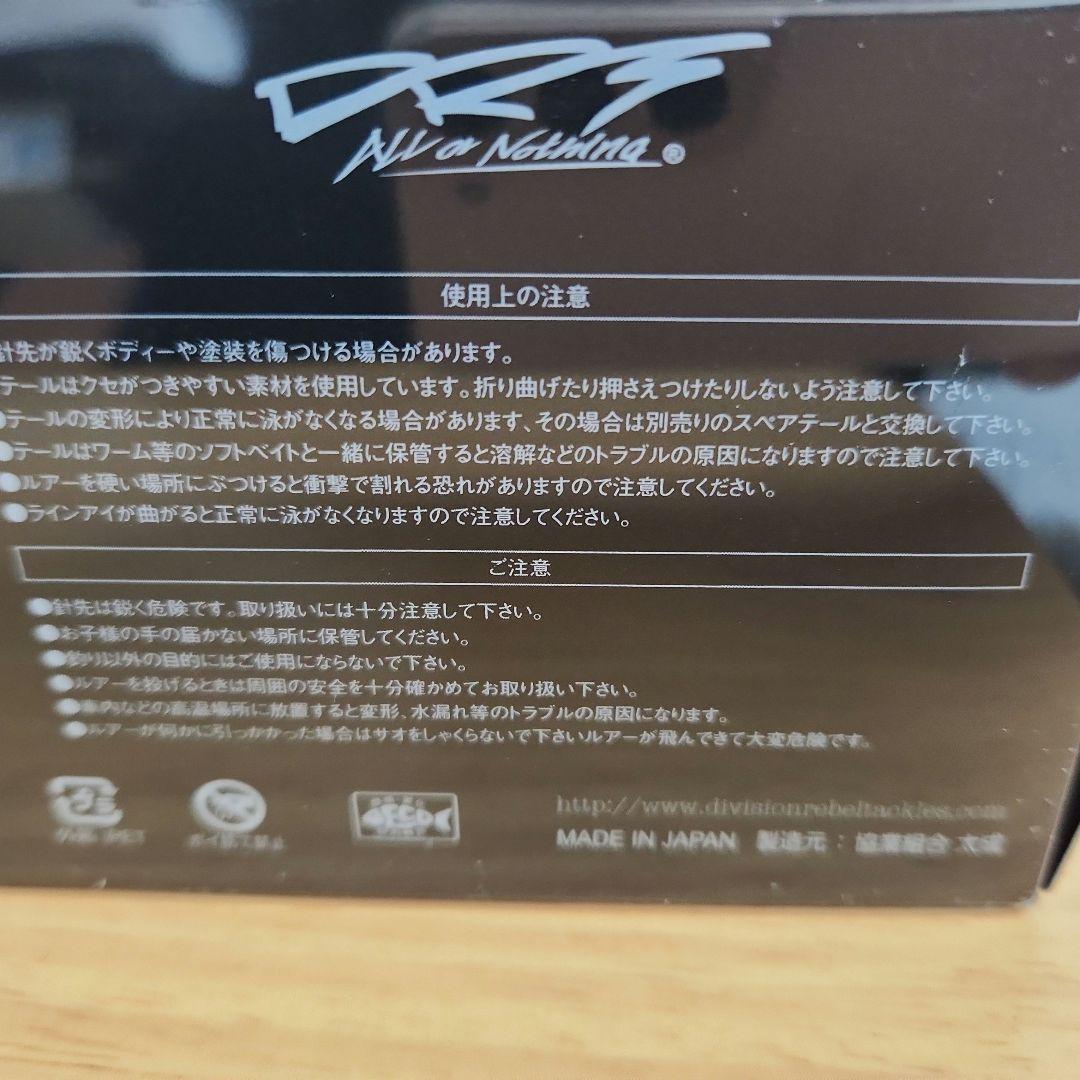 DRT
ALL or Nothing®
使用上の注意
針先が鋭くボディーや塗装を傷つける場合があります。
テールはクセがつきやすい素材を使用しています。折り曲げたり押さえつけたりしないよう注意して下さい。
●テールの変形により正常に泳がなくなる場合があります、その場合は別売りのスペアテールと交換して下さい。
●テールはワーム等のソフトベイトと一緒に保管すると溶解などのトラブルの原因になりますので注意して下さい。
●ルアーを硬い場所にぶつけると衝撃で割れる恐れがありますので注意してください。
●ラインアイが曲がると正常に泳がなくなりますので注意してください。
ご注意
●針先は鋭く危険です。取り扱いには十分注意して下さい。
●お子様の手の届かない場所に保管してください。
●釣り以外の目的にはご使用にならないで下さい。
●ルアーを投げるときは周囲の安全を十分確かめてお取り扱い下さい。
●車内などの高温場所に放置すると変形、水漏れ等のトラブルの原因になります。
●ルアーが何かに引っかかった場合はサオをしゃくらないで下さいルアーが飛んできて大変危険です。
http://www.divisionrebeltackles.com
MADE IN JAPAN 製造元：協業組合